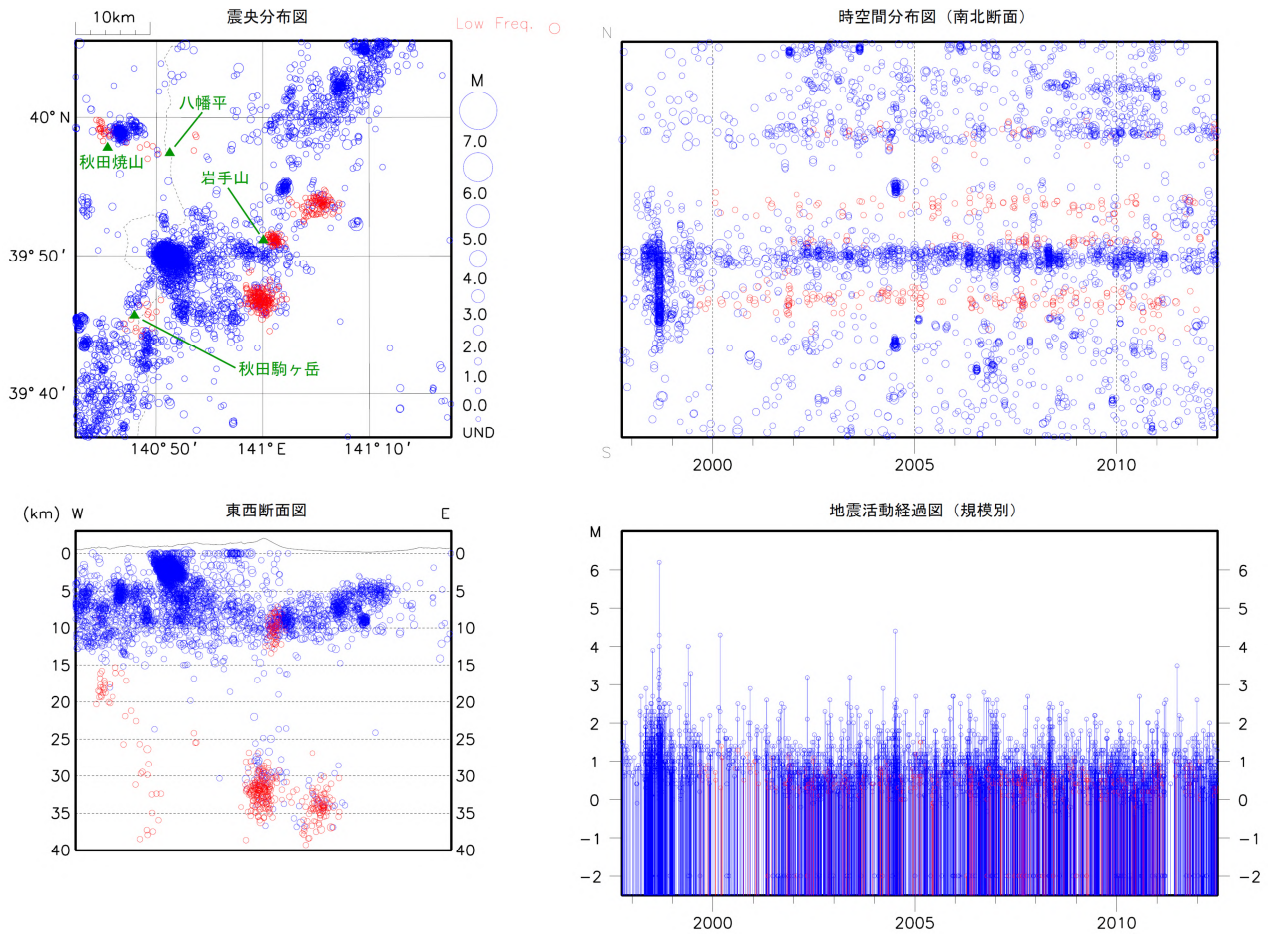 10km
震央分布図
Low Freq.
M
7.0
6.0
5.0
4.0
3.0
2.0
1.0
0.0
UND
八幡平
秋田焼山
岩手山
秋田駒ヶ岳
40° N
39° 50'
39° 40'
140° 50'
141° E
141° 10'
時空間分布図（南北断面）
N
S
2000
2005
2010
東西断面図
(km)
W
E
0
5
10
15
20
25
30
35
40
0
5
10
15
20
25
30
35
40
地震活動経過図（規模別）
M
6
5
4
3
2
1
0
-1
-2
6
5
4
3
2
1
0
-1
-2
2000
2005
2010